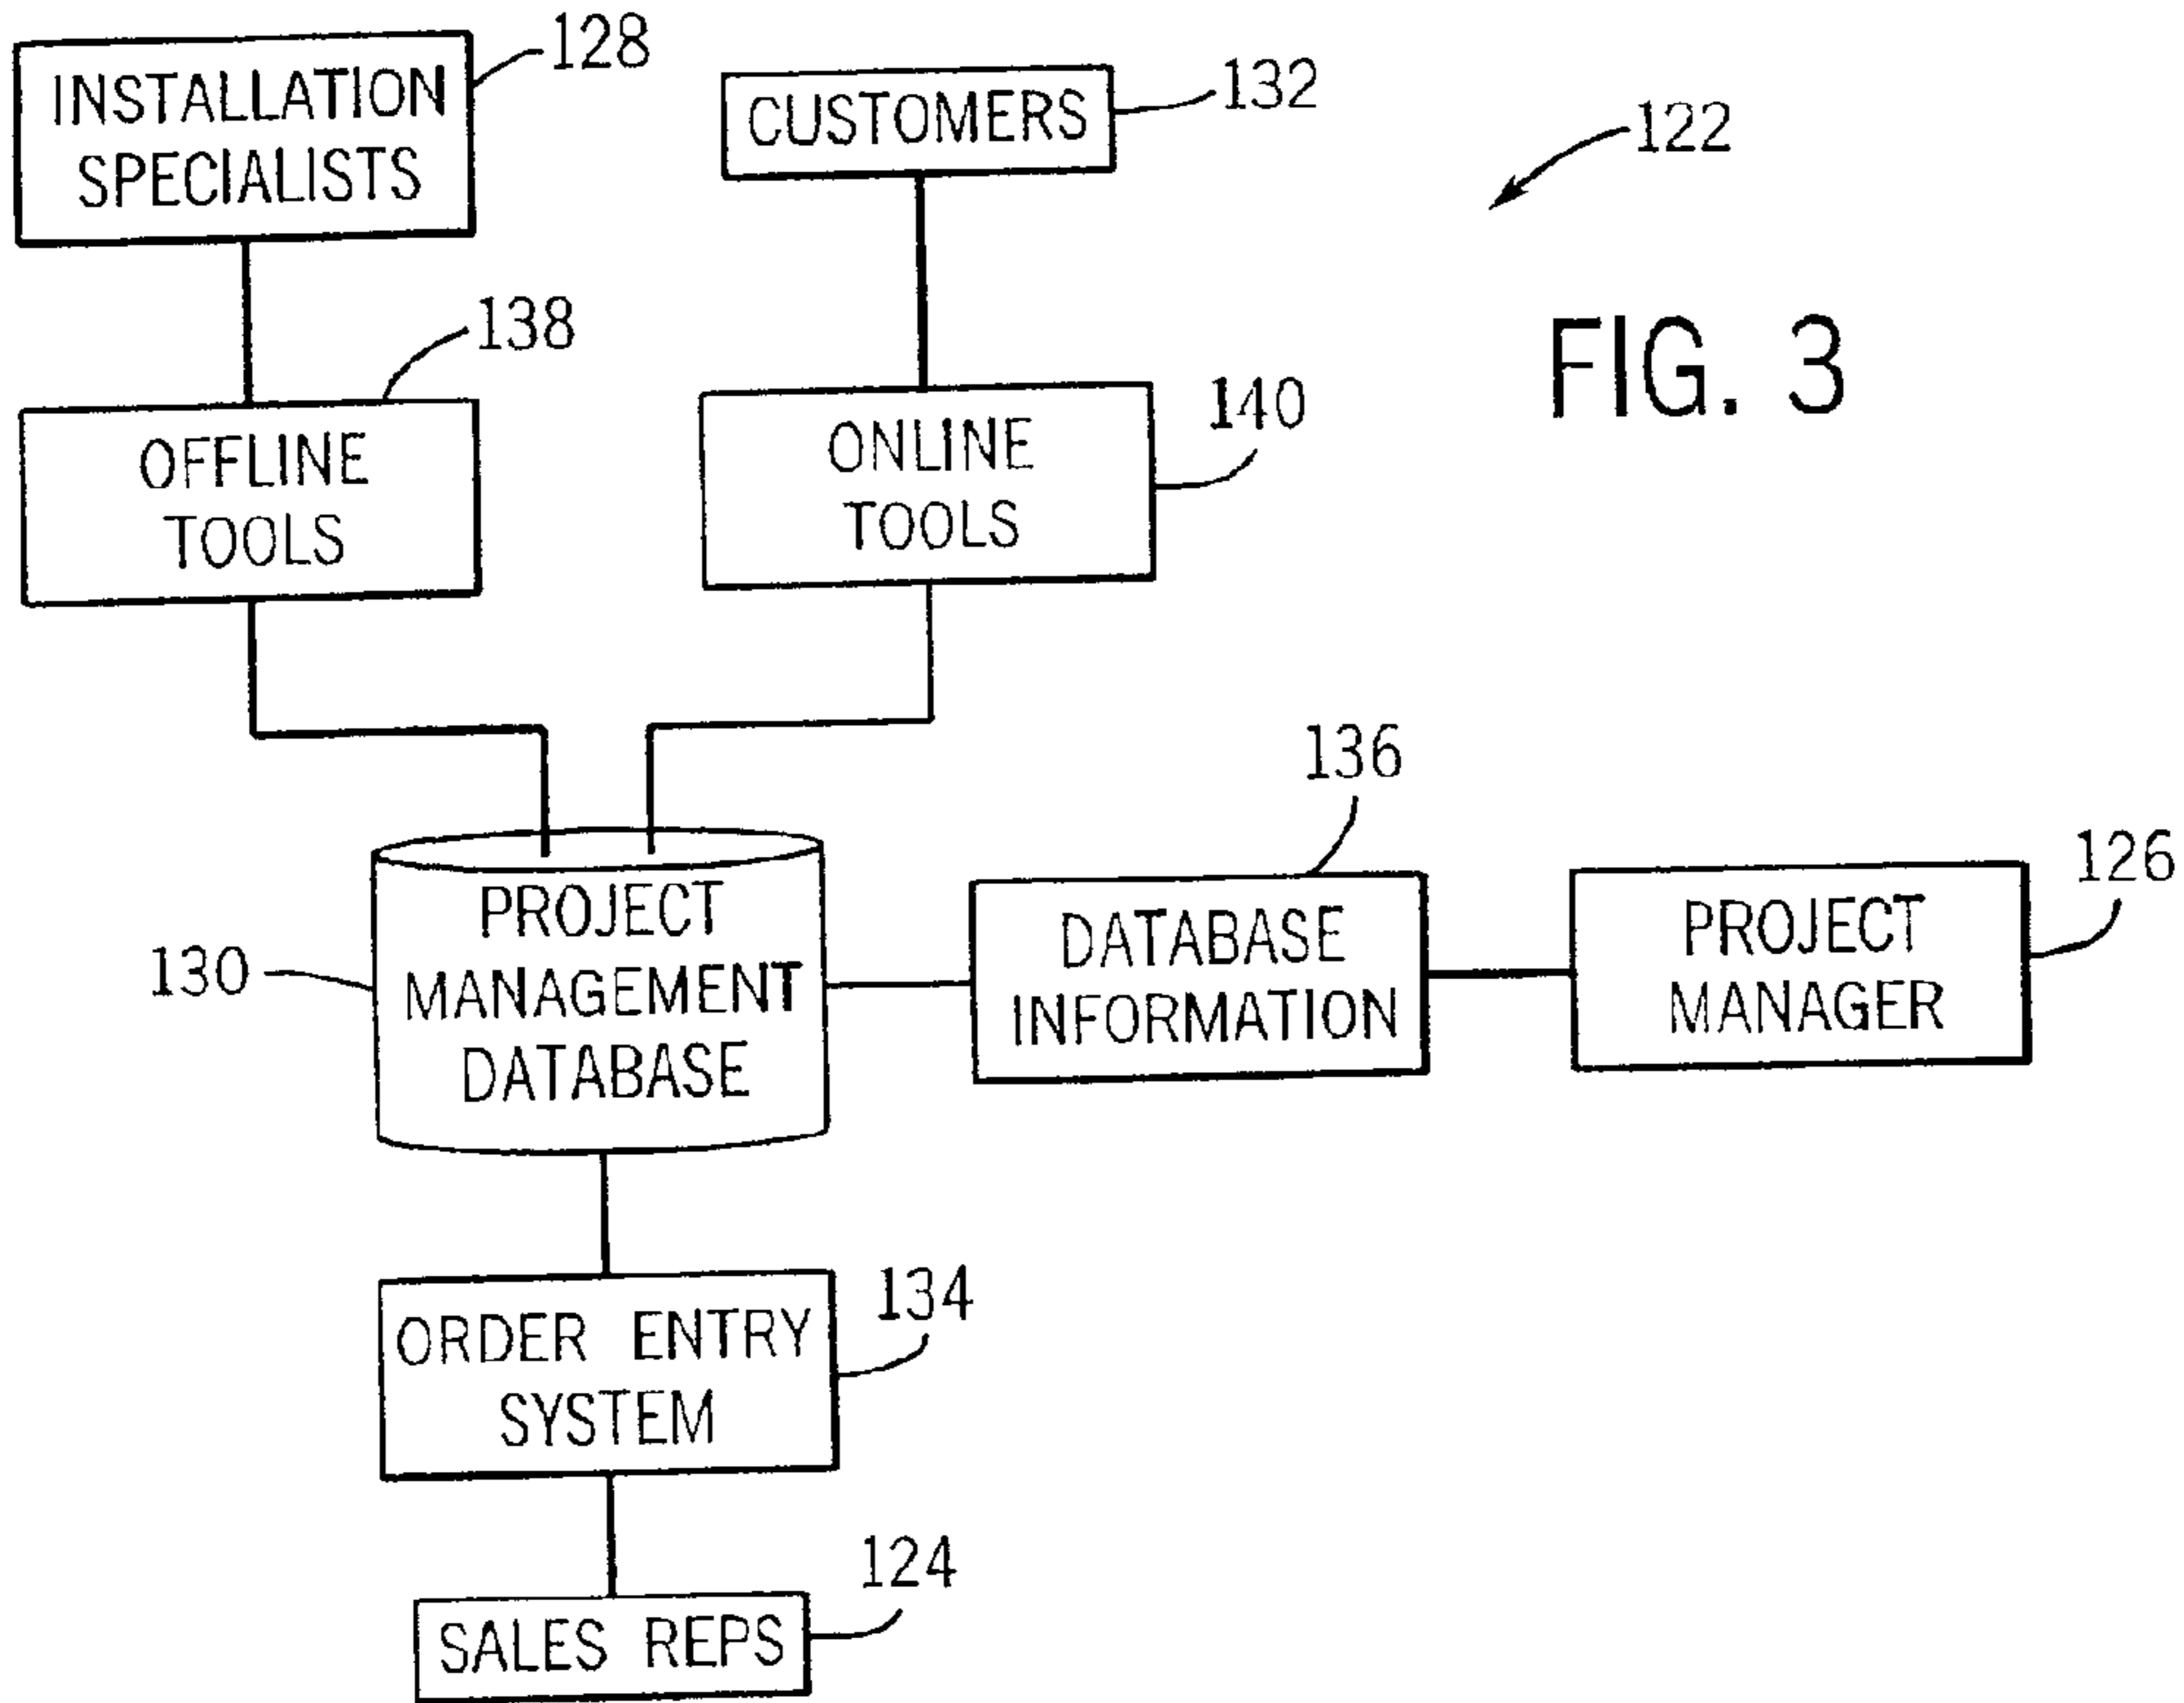 128
INSTALLATION
SPECIALISTS
132
CUSTOMERS
122
FIG. 3
138
OFFLINE
TOOLS
140
ONLINE
TOOLS
130
PROJECT
MANAGEMENT
DATABASE
136
DATABASE
INFORMATION
126
PROJECT
MANAGER
134
ORDER ENTRY
SYSTEM
124
SALES REPS